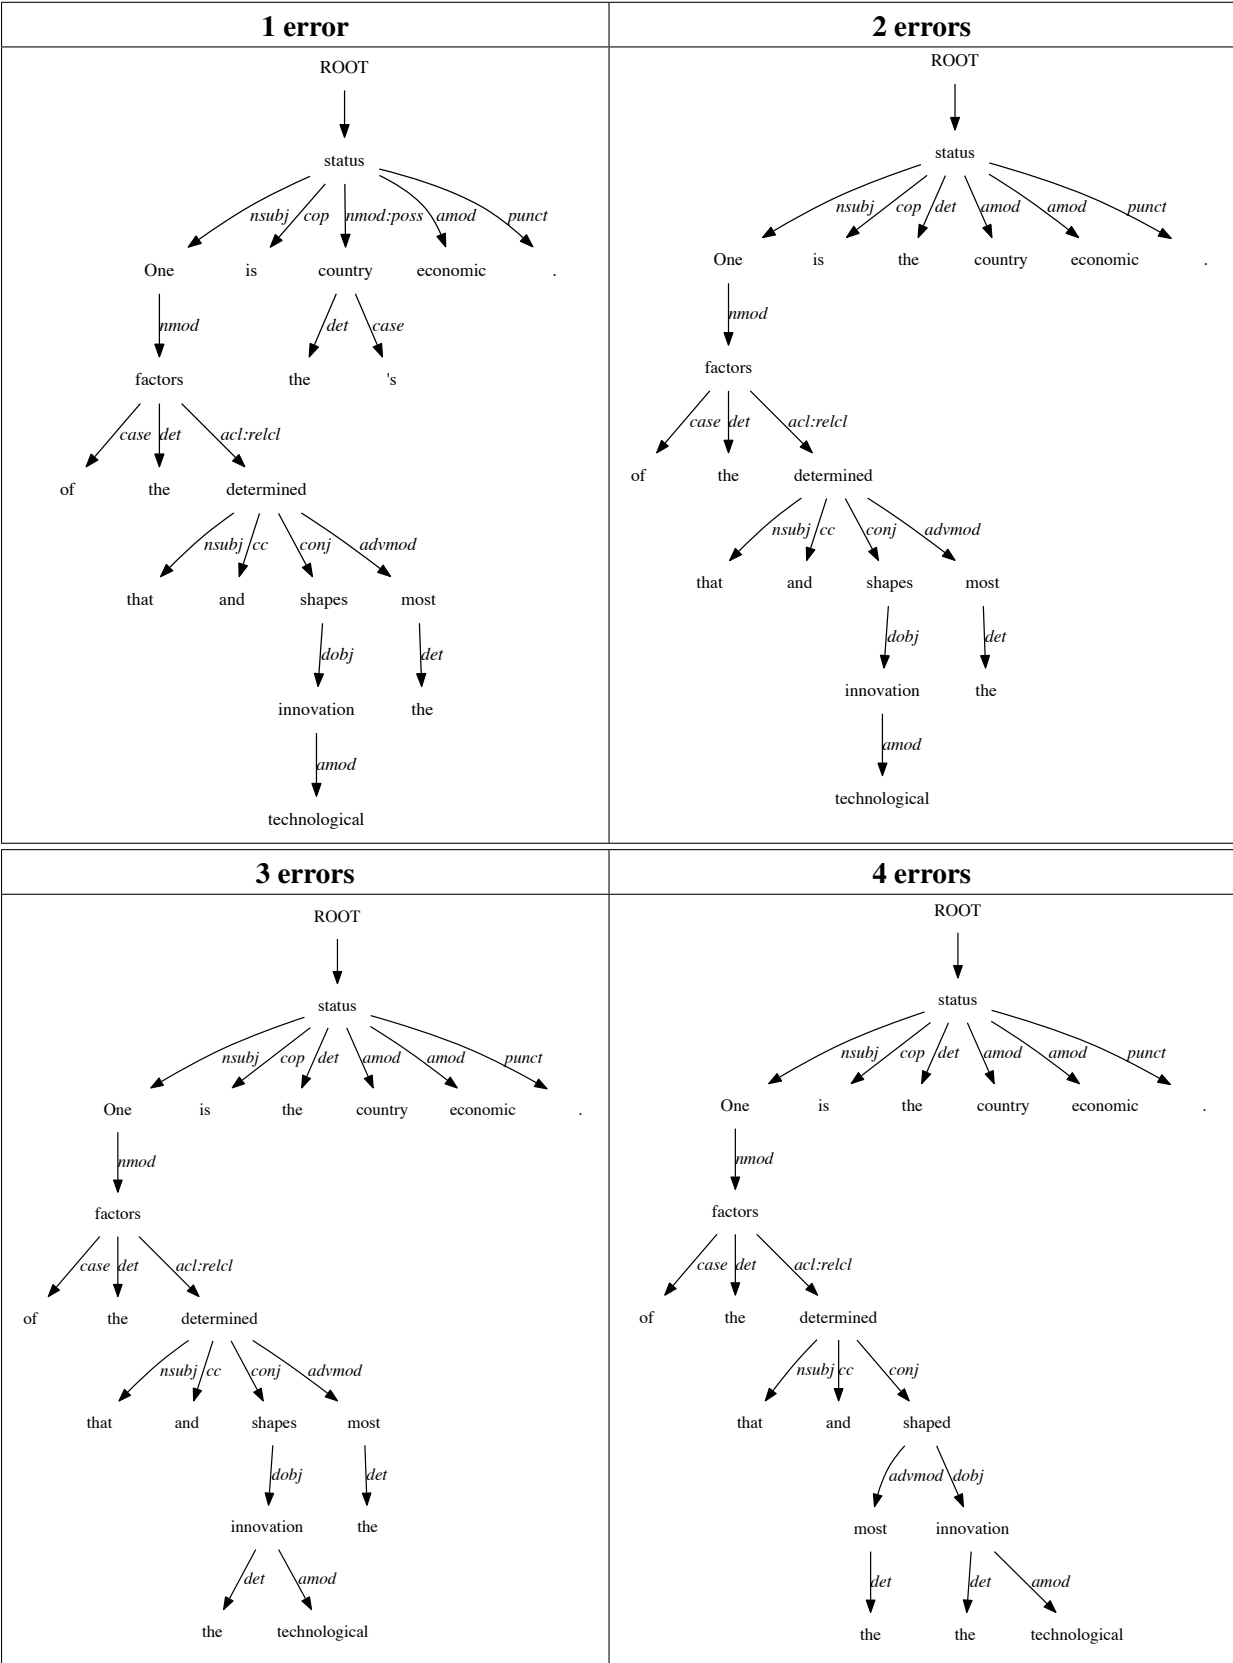 1 error
ROOT
status
nsubj cop nmod:poss amod punct
One is country economic .
nmod det case
factors the 's
case det acl:relcl
of the determined
nsubj cc conj advmod
that and shapes most
dobj det
innovation the
amod
technological
2 errors
ROOT
status
nsubj cop det amod amod punct
One is the country economic .
nmod
factors
case det acl:relcl
of the determined
nsubj cc conj advmod
that and shapes most
dobj det
innovation the
amod
technological
3 errors
ROOT
status
nsubj cop det amod amod punct
One is the country economic .
nmod
factors
case det acl:relcl
of the determined
nsubj cc conj advmod
that and shapes most
dobj det
innovation the
det amod
the technological
4 errors
ROOT
status
nsubj cop det amod amod punct
One is the country economic .
nmod
factors
case det acl:relcl
of the determined
nsubj cc conj
that and shaped
advmod dobj
most innovation
det det amod
the the technological